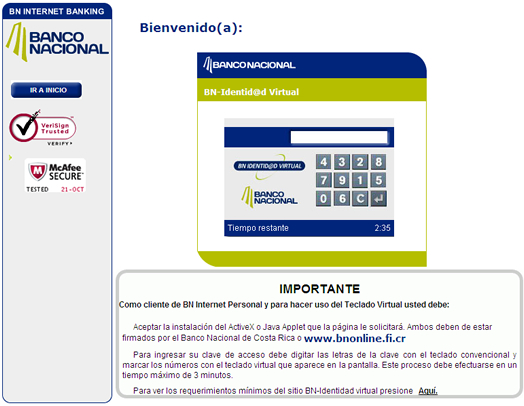 BN INTERNET BANKING
BANCO
NACIONAL
IR A INICIO
VeriSign
Trusted
VERIFY
McAfee
SECURE
TESTED 21-OCT
Bienvenido(a):
BANCONACIONAL
BN-Identid@d Virtual
BN IDENTID@D VIRTUAL
BANCO
NACIONAL
4 3 2 8
7 9 1 5
0 6 C
Tiempo restante 2:35
IMPORTANTE
Como cliente de BN Internet Personal y para hacer uso del Teclado Virtual usted debe:
Aceptar la instalación del ActiveX o Java Applet que la página le solicitará. Ambos deben de estar
firmados por el Banco Nacional de Costa Rica o www.bnonline.fi.cr
Para ingresar su clave de acceso debe digitar las letras de la clave con el teclado convencional y
marcar los números con el teclado virtual que aparece en la pantalla. Este proceso debe efectuarse en un
tiempo máximo de 3 minutos.
Para ver los requerimientos mínimos del sitio BN-Identidad virtual presione Aquí.